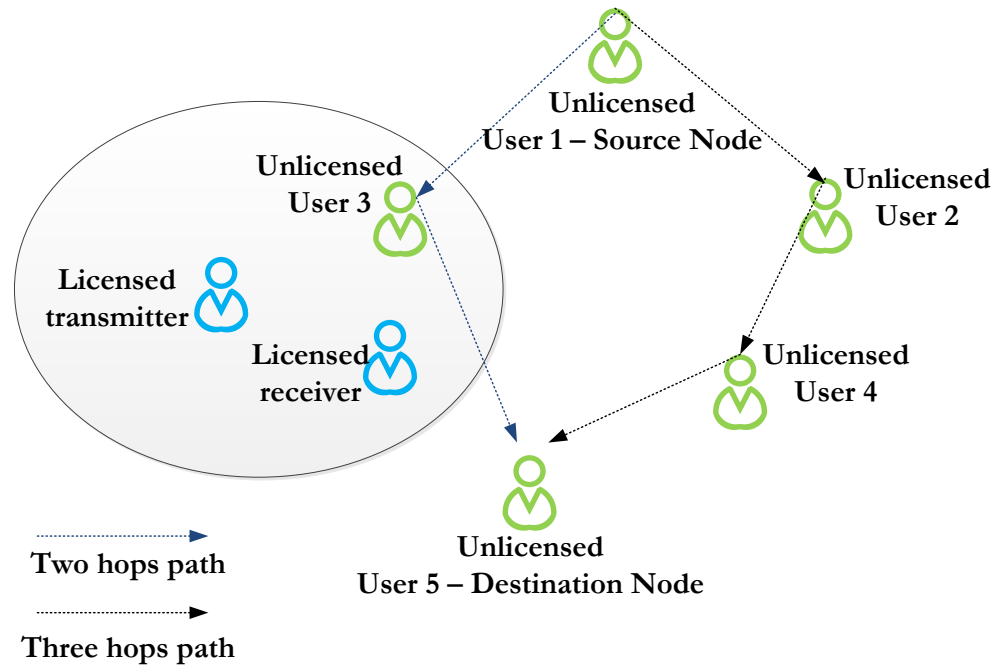 Unlicensed
User 1 – Source Node
Unlicensed
User 3
Unlicensed
User 2
Licensed
transmitter
Licensed
receiver
Unlicensed
User 4
Unlicensed
User 5 – Destination Node
Two hops path
Three hops path